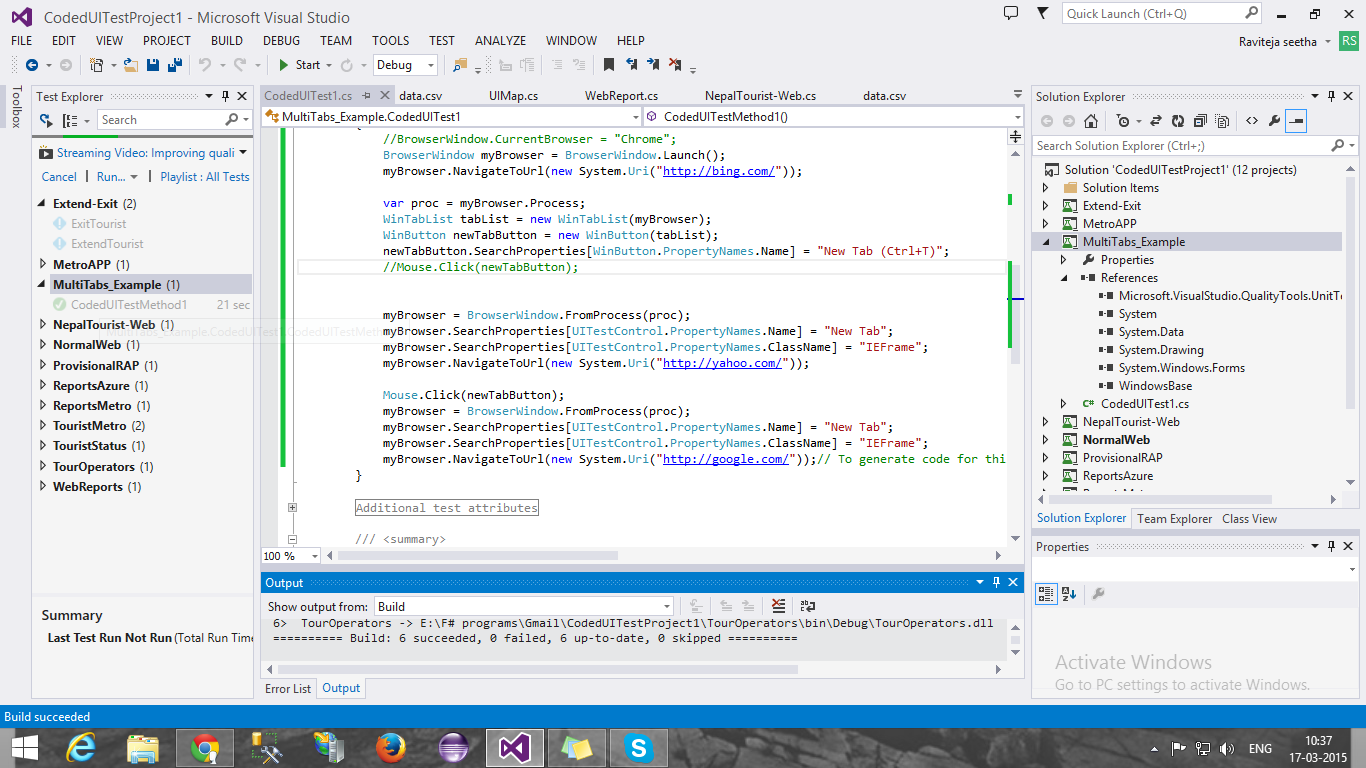 CodedUITestProject1 - Microsoft Visual Studio
Quick Launch (Ctrl+Q)
FILE EDIT VIEW PROJECT BUILD DEBUG TEAM TOOLS TEST ANALYZE WINDOW HELP
Raviteja seetha RS
Start Debug
Toolbox
Test Explorer
Search
Streaming Video: Improving quali
Cancel Run... Playlist : All Tests
Extend-Exit (2)
ExitTourist
ExtendTourist
MetroAPP (1)
MultiTabs_Example (1)
CodedUITestMethod1 21 sec
NepalTourist-Web (1)
NormalWeb (1)
ProvisionalRAP (1)
ReportsAzure (1)
ReportsMetro (1)
TouristMetro (2)
TouristStatus (1)
TourOperators (1)
WebReports (1)
Summary
Last Test Run Not Run (Total Run Time
CodedUITest1.cs data.csv UIMap.cs WebReport.cs NepalTourist-Web.cs data.csv
MultiTabs_Example.CodedUITest1 CodedUITestMethod1()
{
//BrowserWindow.CurrentBrowser = "Chrome";
BrowserWindow myBrowser = BrowserWindow.Launch();
myBrowser.NavigateToUrl(new System.Uri("http://bing.com/"));
var proc = myBrowser.Process;
WinTabList tabList = new WinTabList(myBrowser);
WinButton newTabButton = new WinButton(tabList);
newTabButton.SearchProperties[WinButton.PropertyNames.Name] = "New Tab (Ctrl+T)";
//Mouse.Click(newTabButton);
myBrowser = BrowserWindow.FromProcess(proc);
myBrowser.SearchProperties[UITestControl.PropertyNames.Name] = "New Tab";
myBrowser.SearchProperties[UITestControl.PropertyNames.ClassName] = "IEFrame";
myBrowser.NavigateToUrl(new System.Uri("http://yahoo.com/"));
Mouse.Click(newTabButton);
myBrowser = BrowserWindow.FromProcess(proc);
myBrowser.SearchProperties[UITestControl.PropertyNames.Name] = "New Tab";
myBrowser.SearchProperties[UITestControl.PropertyNames.ClassName] = "IEFrame";
myBrowser.NavigateToUrl(new System.Uri("http://google.com/"));// To generate code for thi
}
Additional test attributes
/// <summary>
100 %
Output
Show output from: Build
6> TourOperators -> E:\F# programs\Gmail\CodedUITestProject1\TourOperators\bin\Debug\TourOperators.dll
========== Build: 6 succeeded, 0 failed, 6 up-to-date, 0 skipped ==========
Error List Output
Solution Explorer
Search Solution Explorer (Ctrl+;)
Solution 'CodedUITestProject1' (12 projects)
Solution Items
Extend-Exit
MetroAPP
MultiTabs_Example
Properties
References
Microsoft.VisualStudio.QualityTools.UnitTe
System
System.Data
System.Drawing
System.Windows.Forms
WindowsBase
C# CodedUITest1.cs
NepalTourist-Web
NormalWeb
ProvisionalRAP
ReportsAzure
Solution Explorer Team Explorer Class View
Properties
Activate Windows
Go to PC settings to activate Windows.
Build succeeded
ENG 10:37
17-03-2015